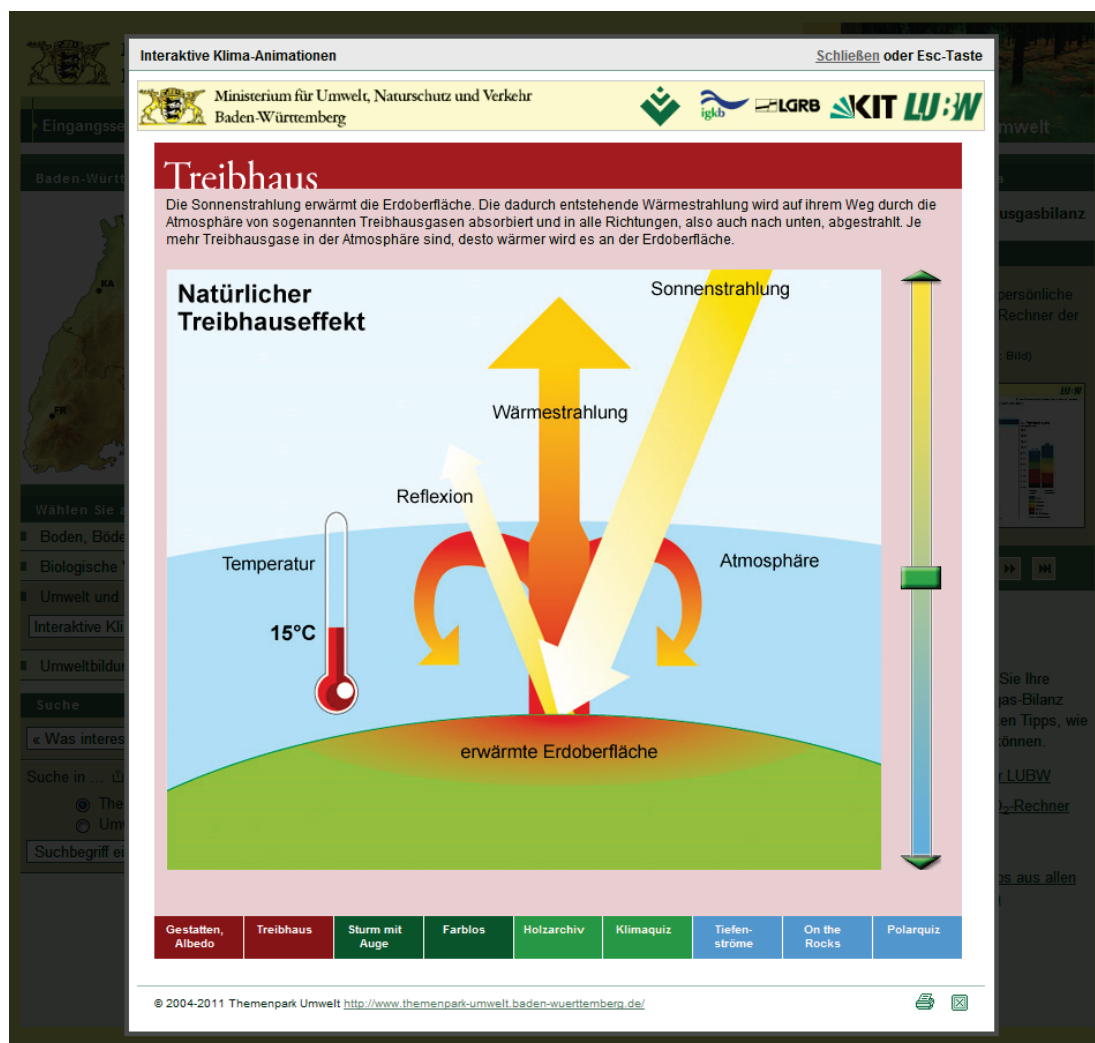 Interaktive Klima-Animationen
Schließen oder Esc-Taste
Ministerium für Umwelt, Naturschutz und Verkehr
Baden-Württemberg
igkb
LGRB
KIT
LU:W
Eingangsse
mwelt
Baden-Württ
usgasbilanz
KA
FR
persönliche
Rechner der
: Bild)
Treibhaus
Die Sonnenstrahlung erwärmt die Erdoberfläche. Die dadurch entstehende Wärmestrahlung wird auf ihrem Weg durch die
Atmosphäre von sogenannten Treibhausgasen absorbiert und in alle Richtungen, also auch nach unten, abgestrahlt. Je
mehr Treibhausgase in der Atmosphäre sind, desto wärmer wird es an der Erdoberfläche.
Natürlicher
Treibhauseffekt
Sonnenstrahlung
Wärmestrahlung
Reflexion
Temperatur
Atmosphäre
15°C
erwärmte Erdoberfläche
Wählen Sie a
Boden, Böde
Biologische
Umwelt und
Interaktive Kli
Umweltbildu
Suche
« Was interes
Suche in ...
The
Umw
Suchbegriff ei
Sie Ihre
gas-Bilanz
en Tipps, wie
können.
r LUBW
O₂-Rechner
os aus allen
Gestatten,
Albedo
Treibhaus
Sturm mit
Auge
Farblos
Holzarchiv
Klimaquiz
Tiefen-
ströme
On the
Rocks
Polarquiz
© 2004-2011 Themenpark Umwelt http://www.themenpark-umwelt.baden-wuerttemberg.de/